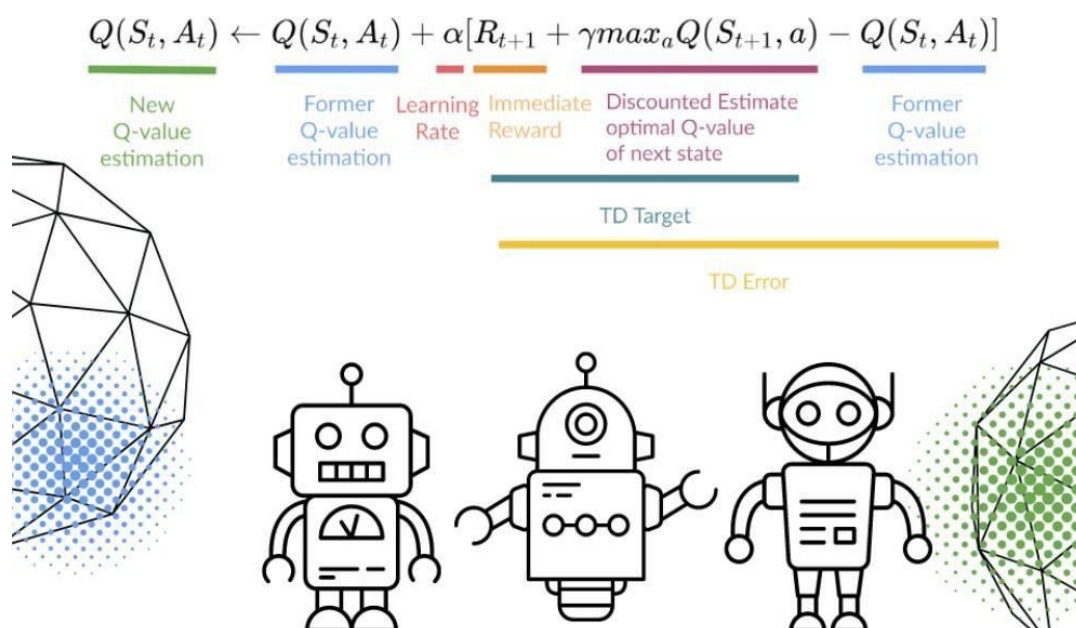 Q(S_t, A_t) ← Q(S_t, A_t) + α[R_{t+1} + γmax_aQ(S_{t+1}, a) − Q(S_t, A_t)]
New
Q-value
estimation
Former
Q-value
estimation
Learning
Rate
Immediate
Reward
Discounted Estimate
optimal Q-value
of next state
Former
Q-value
estimation
TD Target
TD Error